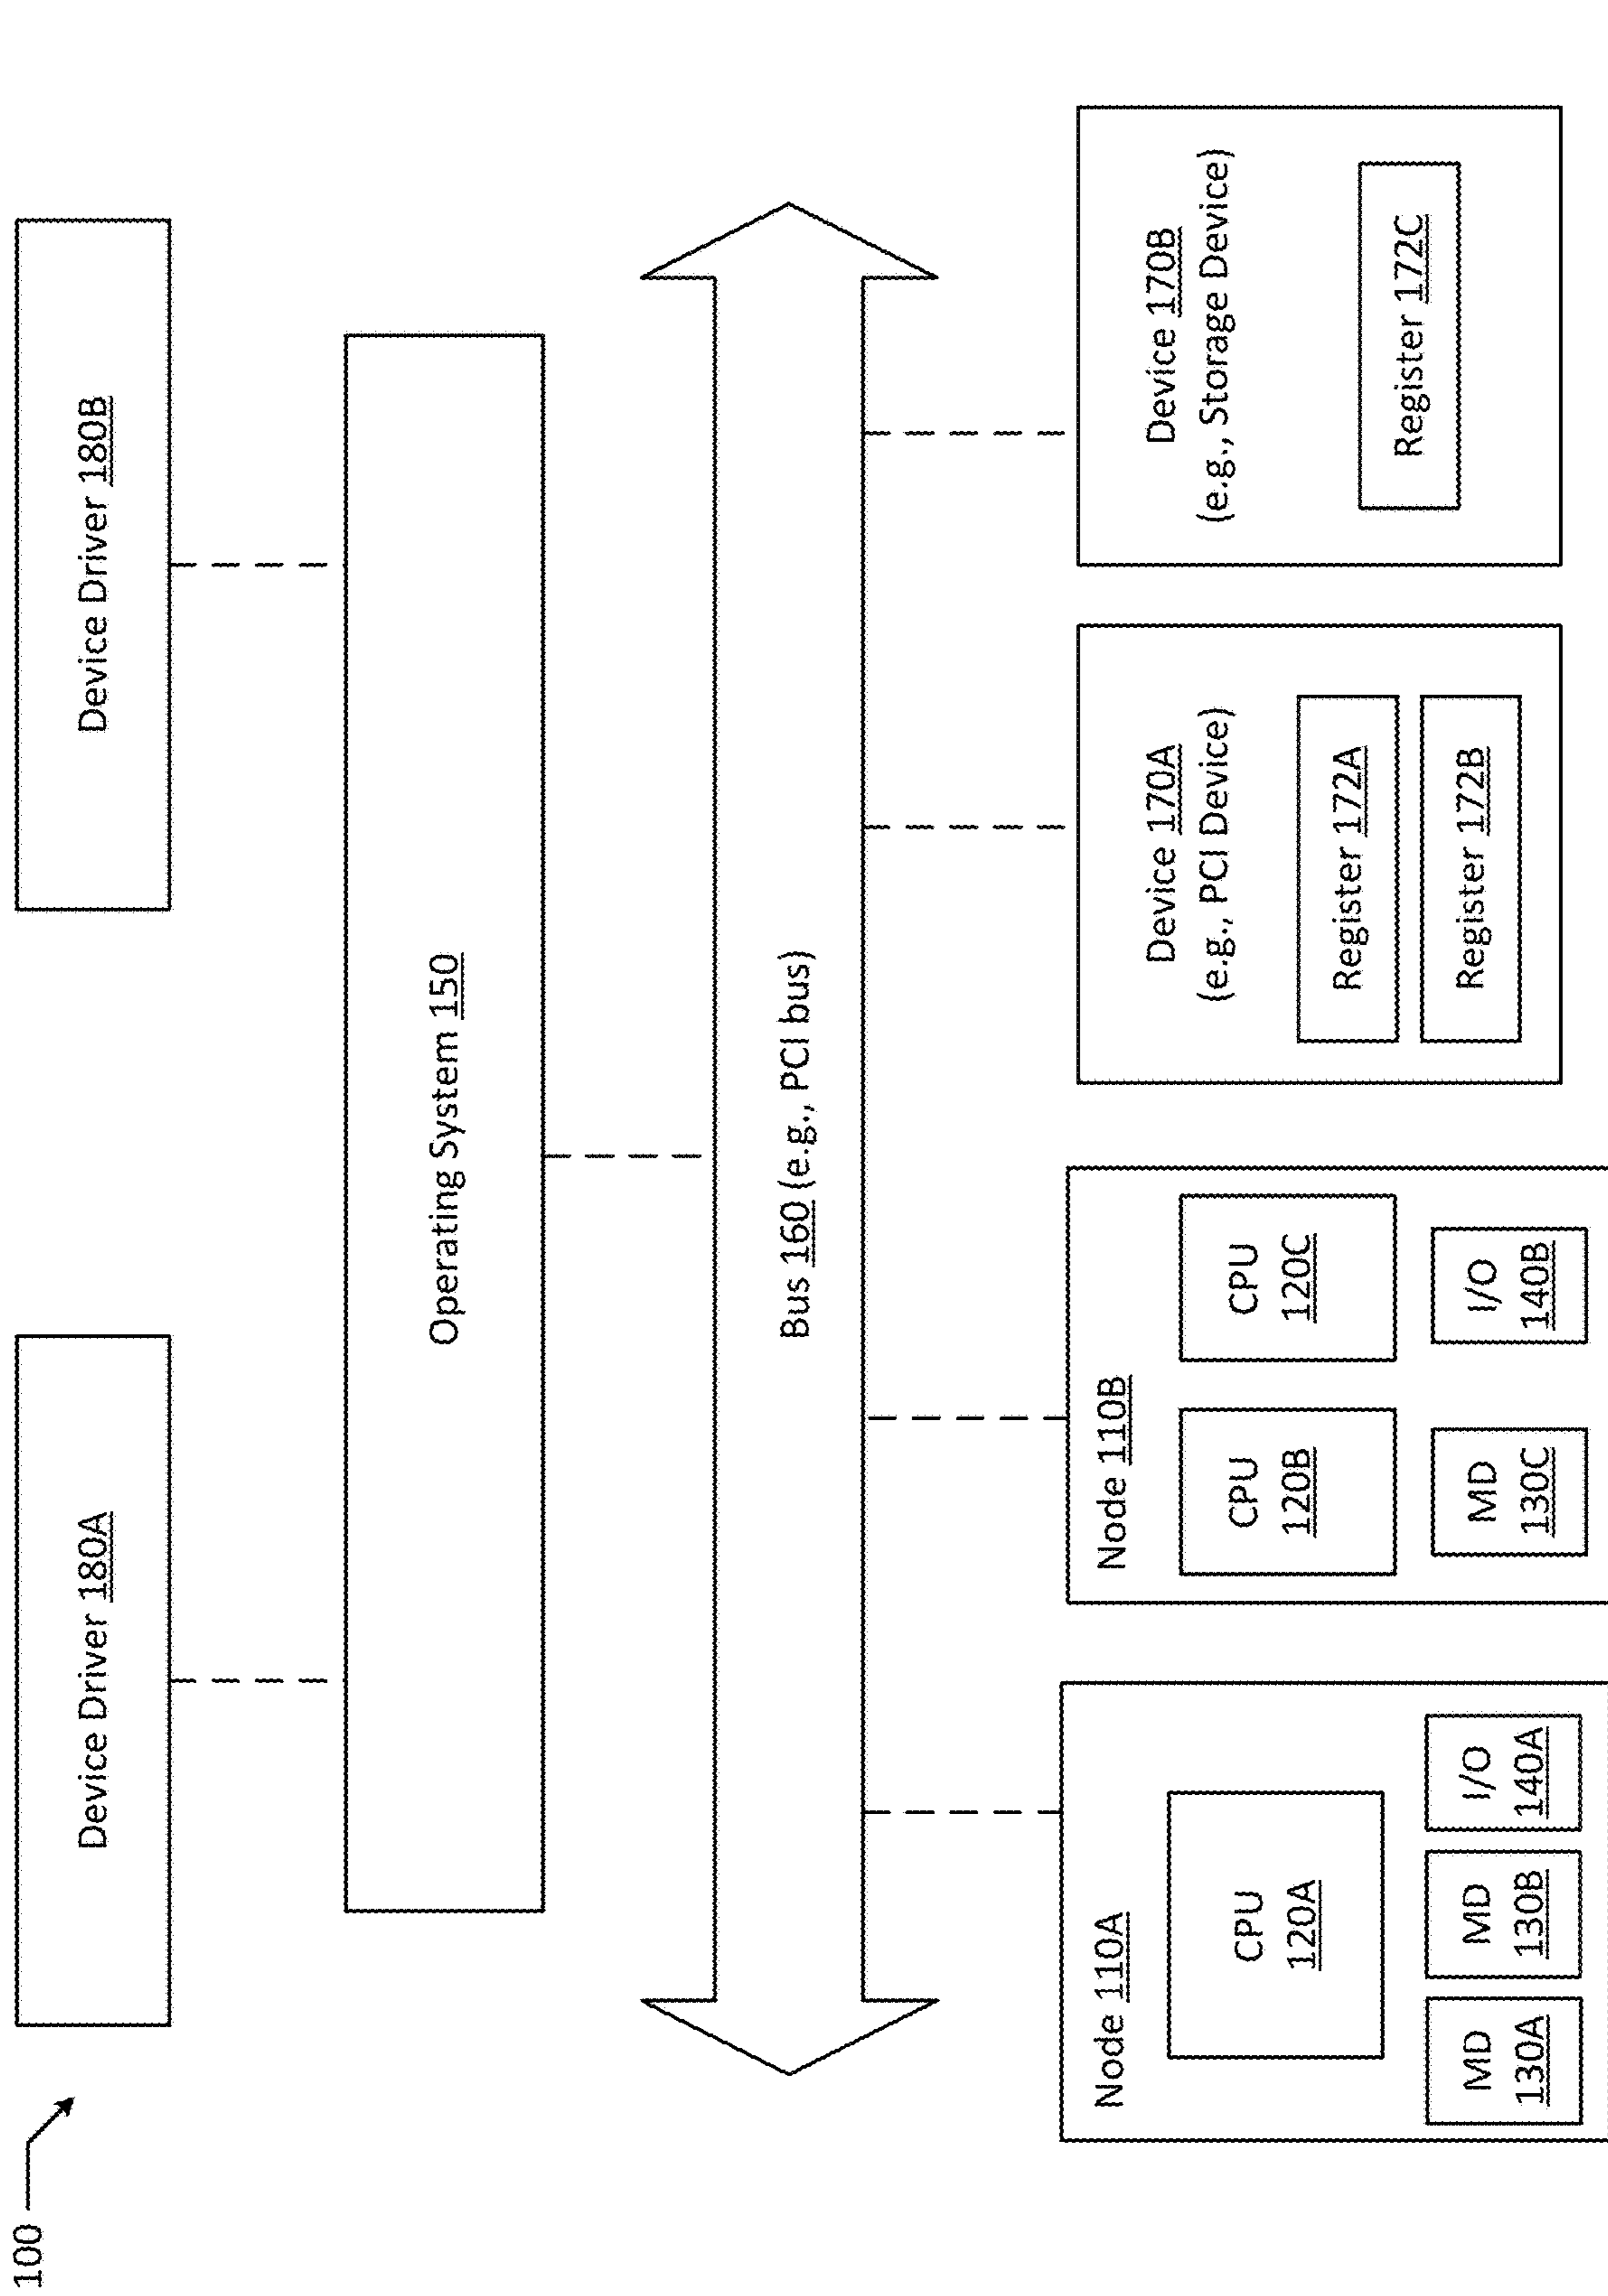 100
Device Driver 180A
Device Driver 180B
Operating System 150
Bus 160 (e.g., PCI bus)
Node 110A
CPU
120A
MD
130A
MD
130B
I/O
140A
Node 110B
CPU
120B
CPU
120C
MD
130C
I/O
140B
Device 170A
(e.g., PCI Device)
Register 172A
Register 172B
Device 170B
(e.g., Storage Device)
Register 172C